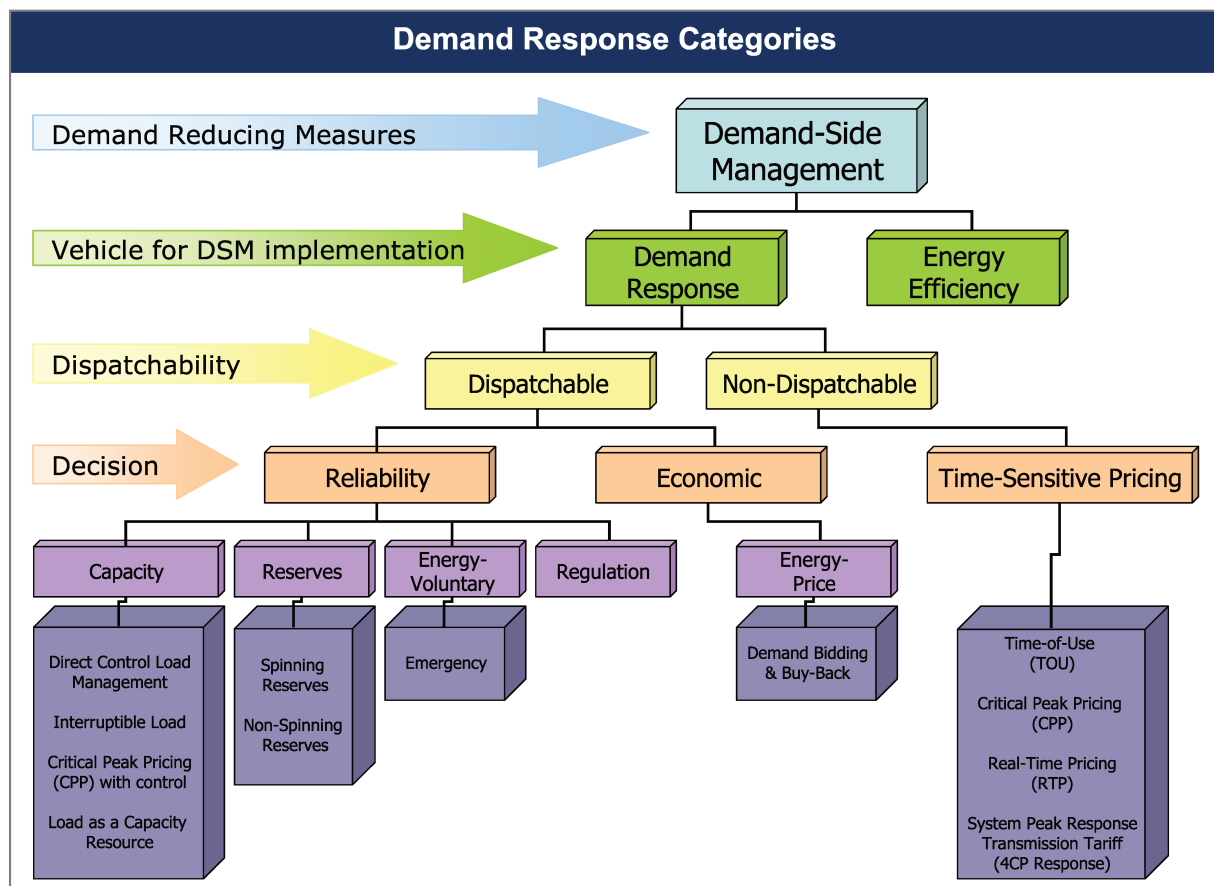 Demand Response Categories
Demand Reducing Measures
Demand-Side
Management
Vehicle for DSM implementation
Demand
Response
Energy
Efficiency
Dispatchability
Dispatchable
Non-Dispatchable
Decision
Reliability
Economic
Time-Sensitive Pricing
Capacity
Reserves
Energy-
Voluntary
Regulation
Energy-
Price
Direct Control Load
Management
Interruptible Load
Critical Peak Pricing
(CPP) with control
Load as a Capacity
Resource
Spinning
Reserves
Non-Spinning
Reserves
Emergency
Demand Bidding
& Buy-Back
Time-of-Use
(TOU)
Critical Peak Pricing
(CPP)
Real-Time Pricing
(RTP)
System Peak Response
Transmission Tariff
(4CP Response)